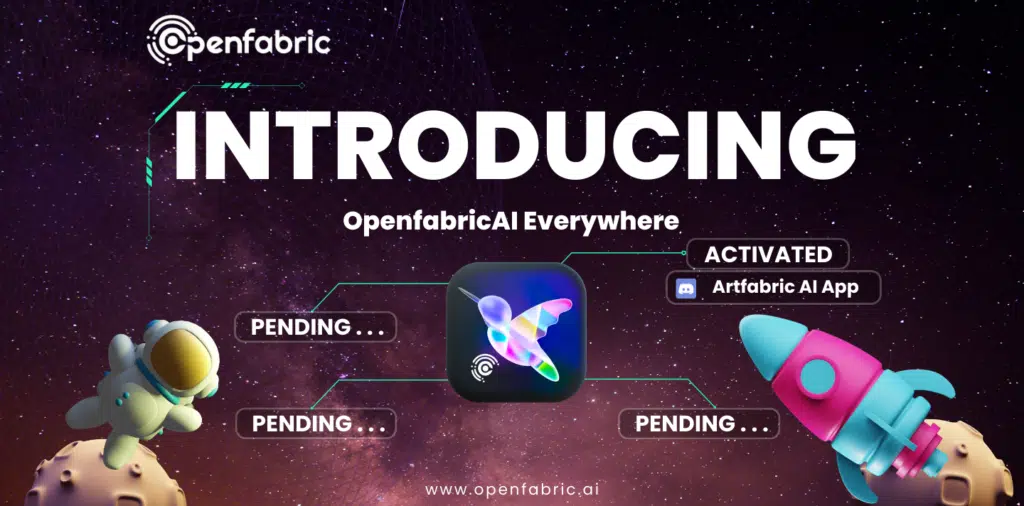 Openfabric
INTRODUCING
OpenfabricAI Everywhere
ACTIVATED
Artfabric AI App
PENDING...
PENDING...
PENDING...
www.openfabric.ai